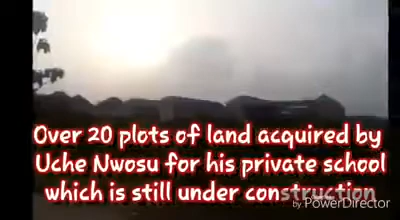 Over 20 plots of land acquired by
Uche Nwosu for his private school
which is still under construction
by PowerDirector